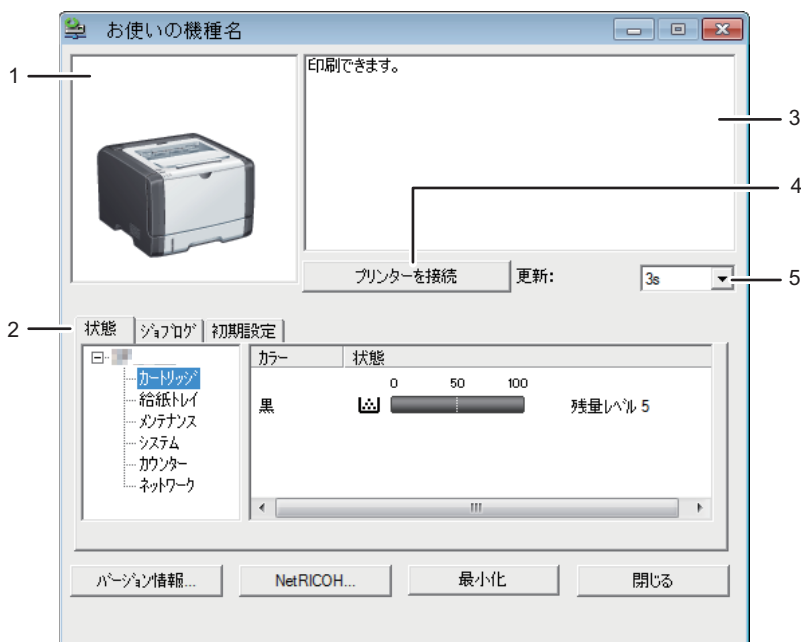 お使いの機種名
1
印刷できます。
3
4
プリンターを接続
更新:
3s
5
2
状態
ジョブログ
初期設定
カートリッジ
給紙トレイ
メンテナンス
システム
カウンター
ネットワーク
カラー
状態
0 50 100
黒
残量レベル 5
バージョン情報...
NetRICOH...
最小化
閉じる